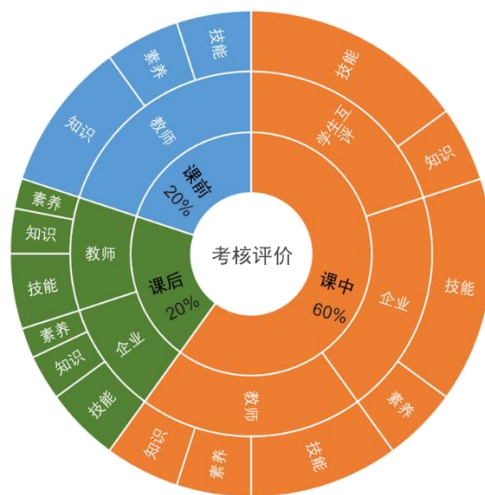 考核评价
课前
20%
教师
知识
素养
技能
课中
60%
学生互
评
技能
知识
企业
技能
素养
教师
技能
素养
知识
课后
20%
企业
技能
知识
素养
教师
技能
知识
素养